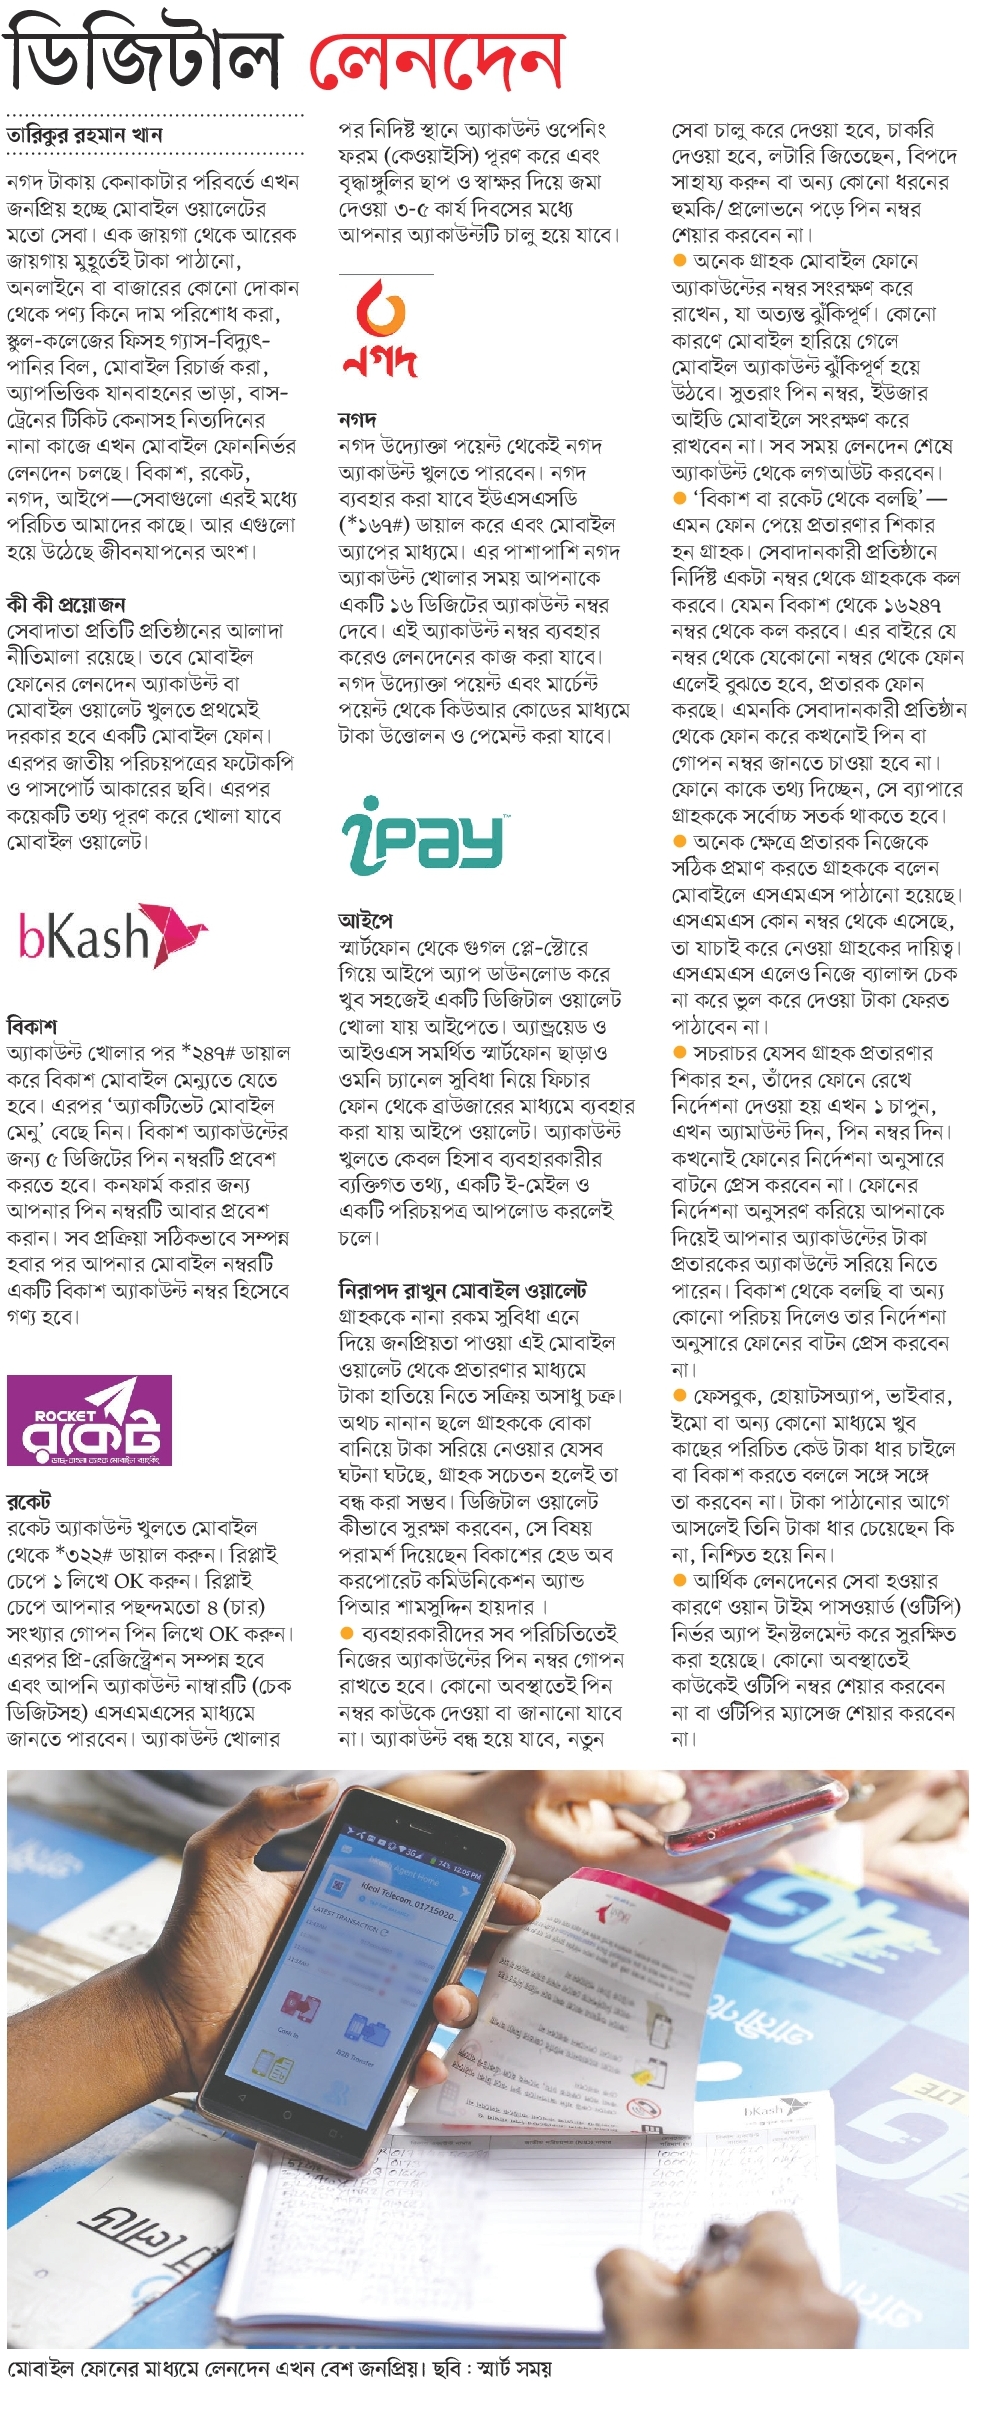 ডিজিটাল লেনদেন
তারিকুর রহমান খান
নগদ টাকায় কেনাকাটার পরিবর্তে এখন
জনপ্রিয় হচ্ছে মোবাইল ওয়ালেটের
মতো সেবা। এক জায়গা থেকে আরেক
জায়গায় মুহূর্তেই টাকা পাঠানো,
অনলাইনে বা বাজারের কোনো দোকান
থেকে পণ্য কিনে দাম পরিশোধ করা,
স্কুল-কলেজের ফিসহ গ্যাস-বিদ্যুৎ-
পানির বিল, মোবাইল রিচার্জ করা,
অ্যাপভিত্তিক যানবাহনের ভাড়া, বাস-
ট্রেনের টিকিট কেনাসহ নিত্যদিনের
নানা কাজে এখন মোবাইল ফোননির্ভর
লেনদেন চলছে। বিকাশ, রকেট,
নগদ, আইপে—সেবাগুলো এরই মধ্যে
পরিচিত আমাদের কাছে। আর এগুলো
হয়ে উঠেছে জীবনযাপনের অংশ।
কী কী প্রয়োজন
সেবাদাতা প্রতিটি প্রতিষ্ঠানের আলাদা
নীতিমালা রয়েছে। তবে মোবাইল
ফোনের লেনদেন অ্যাকাউন্ট বা
মোবাইল ওয়ালেট খুলতে প্রথমেই
দরকার হবে একটি মোবাইল ফোন।
এরপর জাতীয় পরিচয়পত্রের ফটোকপি
ও পাসপোর্ট আকারের ছবি। এরপর
কয়েকটি তথ্য পূরণ করে খোলা যাবে
মোবাইল ওয়ালেট।
bKash
বিকাশ
অ্যাকাউন্ট খোলার পর *২৪৭# ডায়াল
করে বিকাশ মোবাইল মেন্যুতে যেতে
হবে। এরপর ‘অ্যাকটিভেট মোবাইল
মেনু’ বেছে নিন। বিকাশ অ্যাকাউন্টের
জন্য ৫ ডিজিটের পিন নম্বরটি প্রবেশ
করতে হবে। কনফার্ম করার জন্য
আপনার পিন নম্বরটি আবার প্রবেশ
করান। সব প্রক্রিয়া সঠিকভাবে সম্পন্ন
হবার পর আপনার মোবাইল নম্বরটি
একটি বিকাশ অ্যাকাউন্ট নম্বর হিসেবে
গণ্য হবে।
ROCKET
রকেট
ডাচ্-বাংলা ব্যাংক মোবাইল ব্যাংকিং
রকেট
রকেট অ্যাকাউন্ট খুলতে মোবাইল
থেকে *৩২২# ডায়াল করুন। রিপ্লাই
চেপে ১ লিখে OK করুন। রিপ্লাই
চেপে আপনার পছন্দমতো ৪ (চার)
সংখ্যার গোপন পিন লিখে OK করুন।
এরপর প্রি-রেজিস্ট্রেশন সম্পন্ন হবে
এবং আপনি অ্যাকাউন্ট নাম্বারটি (চেক
ডিজিটসহ) এসএমএসের মাধ্যমে
জানতে পারবেন। অ্যাকাউন্ট খোলার
পর নিদিষ্ট স্থানে অ্যাকাউন্ট ওপেনিং
ফরম (কেওয়াইসি) পূরণ করে এবং
বৃদ্ধাঙ্গুলির ছাপ ও স্বাক্ষর দিয়ে জমা
দেওয়া ৩-৫ কার্য দিবসের মধ্যে
আপনার অ্যাকাউন্টটি চালু হয়ে যাবে।
নগদ
নগদ
নগদ উদ্যোক্তা পয়েন্ট থেকেই নগদ
অ্যাকাউন্ট খুলতে পারবেন। নগদ
ব্যবহার করা যাবে ইউএসএসডি
(*১৬৭#) ডায়াল করে এবং মোবাইল
অ্যাপের মাধ্যমে। এর পাশাপাশি নগদ
অ্যাকাউন্ট খোলার সময় আপনাকে
একটি ১৬ ডিজিটের অ্যাকাউন্ট নম্বর
দেবে। এই অ্যাকাউন্ট নম্বর ব্যবহার
করেও লেনদেনের কাজ করা যাবে।
নগদ উদ্যোক্তা পয়েন্ট এবং মার্চেন্ট
পয়েন্ট থেকে কিউআর কোডের মাধ্যমে
টাকা উত্তোলন ও পেমেন্ট করা যাবে।
iPay™
আইপে
স্মার্টফোন থেকে গুগল প্লে-স্টোরে
গিয়ে আইপে অ্যাপ ডাউনলোড করে
খুব সহজেই একটি ডিজিটাল ওয়ালেট
খোলা যায় আইপেতে। অ্যান্ড্রয়েড ও
আইওএস সমর্থিত স্মার্টফোন ছাড়াও
ওমনি চ্যানেল সুবিধা নিয়ে ফিচার
ফোন থেকে ব্রাউজারের মাধ্যমে ব্যবহার
করা যায় আইপে ওয়ালেট। অ্যাকাউন্ট
খুলতে কেবল হিসাব ব্যবহারকারীর
ব্যক্তিগত তথ্য, একটি ই-মেইল ও
একটি পরিচয়পত্র আপলোড করলেই
চলে।
নিরাপদ রাখুন মোবাইল ওয়ালেট
গ্রাহককে নানা রকম সুবিধা এনে
দিয়ে জনপ্রিয়তা পাওয়া এই মোবাইল
ওয়ালেট থেকে প্রতারণার মাধ্যমে
টাকা হাতিয়ে নিতে সক্রিয় অসাধু চক্র।
অথচ নানান ছলে গ্রাহককে বোকা
বানিয়ে টাকা সরিয়ে নেওয়ার যেসব
ঘটনা ঘটছে, গ্রাহক সচেতন হলেই তা
বন্ধ করা সম্ভব। ডিজিটাল ওয়ালেট
কীভাবে সুরক্ষা করবেন, সে বিষয়
পরামর্শ দিয়েছেন বিকাশের হেড অব
করপোরেট কমিউনিকেশন অ্যান্ড
পিআর শামসুদ্দিন হায়দার ।
● ব্যবহারকারীদের সব পরিচিতিতেই
নিজের অ্যাকাউন্টের পিন নম্বর গোপন
রাখতে হবে। কোনো অবস্থাতেই পিন
নম্বর কাউকে দেওয়া বা জানানো যাবে
না। অ্যাকাউন্ট বন্ধ হয়ে যাবে, নতুন
সেবা চালু করে দেওয়া হবে, চাকরি
দেওয়া হবে, লটারি জিতেছেন, বিপদে
সাহায্য করুন বা অন্য কোনো ধরনের
হুমকি/ প্রলোভনে পড়ে পিন নম্বর
শেয়ার করবেন না।
● অনেক গ্রাহক মোবাইল ফোনে
অ্যাকাউন্টের নম্বর সংরক্ষণ করে
রাখেন, যা অত্যন্ত ঝুঁকিপূর্ণ। কোনো
কারণে মোবাইল হারিয়ে গেলে
মোবাইল অ্যাকাউন্ট ঝুঁকিপূর্ণ হয়ে
উঠবে। সুতরাং পিন নম্বর, ইউজার
আইডি মোবাইলে সংরক্ষণ করে
রাখবেন না। সব সময় লেনদেন শেষে
অ্যাকাউন্ট থেকে লগআউট করবেন।
● ‘বিকাশ বা রকেট থেকে বলছি’—
এমন ফোন পেয়ে প্রতারণার শিকার
হন গ্রাহক। সেবাদানকারী প্রতিষ্ঠানে
নির্দিষ্ট একটা নম্বর থেকে গ্রাহককে কল
করবে। যেমন বিকাশ থেকে ১৬২৪৭
নম্বর থেকে কল করবে। এর বাইরে যে
নম্বর থেকে যেকোনো নম্বর থেকে ফোন
এলেই বুঝতে হবে, প্রতারক ফোন
করছে। এমনকি সেবাদানকারী প্রতিষ্ঠান
থেকে ফোন করে কখনোই পিন বা
গোপন নম্বর জানতে চাওয়া হবে না।
ফোনে কাকে তথ্য দিচ্ছেন, সে ব্যাপারে
গ্রাহককে সর্বোচ্চ সতর্ক থাকতে হবে।
● অনেক ক্ষেত্রে প্রতারক নিজেকে
সঠিক প্রমাণ করতে গ্রাহককে বলেন
মোবাইলে এসএমএস পাঠানো হয়েছে।
এসএমএস কোন নম্বর থেকে এসেছে,
তা যাচাই করে নেওয়া গ্রাহকের দায়িত্ব।
এসএমএস এলেও নিজে ব্যালান্স চেক
না করে ভুল করে দেওয়া টাকা ফেরত
পাঠাবেন না।
● সচরাচর যেসব গ্রাহক প্রতারণার
শিকার হন, তাঁদের ফোনে রেখে
নির্দেশনা দেওয়া হয় এখন ১ চাপুন,
এখন অ্যামাউন্ট দিন, পিন নম্বর দিন।
কখনোই ফোনের নির্দেশনা অনুসারে
বাটনে প্রেস করবেন না। ফোনের
নির্দেশনা অনুসরণ করিয়ে আপনাকে
দিয়েই আপনার অ্যাকাউন্টের টাকা
প্রতারকের অ্যাকাউন্টে সরিয়ে নিতে
পারেন। বিকাশ থেকে বলছি বা অন্য
কোনো পরিচয় দিলেও তার নির্দেশনা
অনুসারে ফোনের বাটন প্রেস করবেন
না।
● ফেসবুক, হোয়াটসঅ্যাপ, ভাইবার,
ইমো বা অন্য কোনো মাধ্যমে খুব
কাছের পরিচিত কেউ টাকা ধার চাইলে
বা বিকাশ করতে বললে সঙ্গে সঙ্গে
তা করবেন না। টাকা পাঠানোর আগে
আসলেই তিনি টাকা ধার চেয়েছেন কি
না, নিশ্চিত হয়ে নিন।
● আর্থিক লেনদেনের সেবা হওয়ার
কারণে ওয়ান টাইম পাসওয়ার্ড (ওটিপি)
নির্ভর অ্যাপ ইনস্টলমেন্ট করে সুরক্ষিত
করা হয়েছে। কোনো অবস্থাতেই
কাউকেই ওটিপি নম্বর শেয়ার করবেন
না বা ওটিপির ম্যাসেজ শেয়ার করবেন
না।
3G 74% 12:05 PM
Agent Home
Ideal Telecom_01715020_
LATEST TRANSACTION
Cash In
B2B Transfer
4G
LTE
bKash
মোবাইল ফোনের মাধ্যমে লেনদেন এখন বেশ জনপ্রিয়। ছবি : স্মার্ট সময়